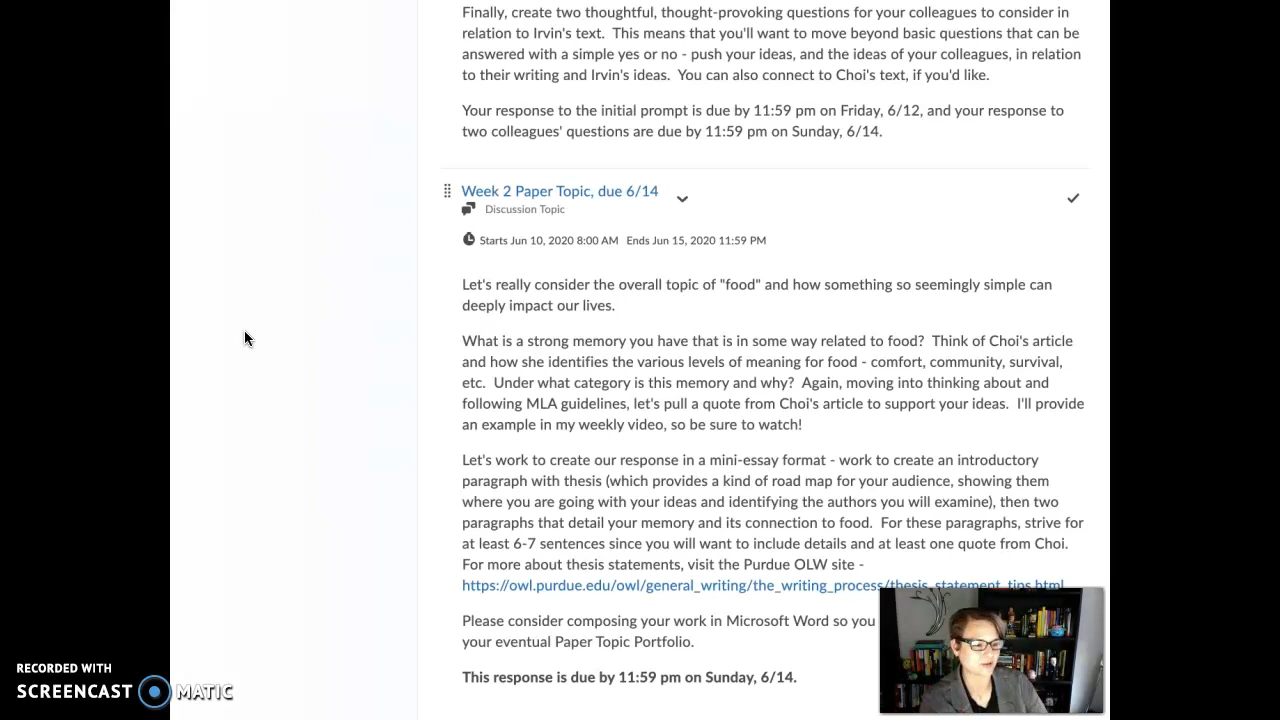 Finally, create two thoughtful, thought-provoking questions for your colleagues to consider in
relation to Irvin's text. This means that you'll want to move beyond basic questions that can be
answered with a simple yes or no - push your ideas, and the ideas of your colleagues, in relation
to their writing and Irvin's ideas. You can also connect to Choi's text, if you'd like.
Your response to the initial prompt is due by 11:59 pm on Friday, 6/12, and your response to
two colleagues' questions are due by 11:59 pm on Sunday, 6/14.
Week 2 Paper Topic, due 6/14
Discussion Topic
Starts Jun 10, 2020 8:00 AM Ends Jun 15, 2020 11:59 PM
Let's really consider the overall topic of "food" and how something so seemingly simple can
deeply impact our lives.
What is a strong memory you have that is in some way related to food? Think of Choi's article
and how she identifies the various levels of meaning for food - comfort, community, survival,
etc. Under what category is this memory and why? Again, moving into thinking about and
following MLA guidelines, let's pull a quote from Choi's article to support your ideas. I'll provide
an example in my weekly video, so be sure to watch!
Let's work to create our response in a mini-essay format - work to create an introductory
paragraph with thesis (which provides a kind of road map for your audience, showing them
where you are going with your ideas and identifying the authors you will examine), then two
paragraphs that detail your memory and its connection to food. For these paragraphs, strive for
at least 6-7 sentences since you will want to include details and at least one quote from Choi.
For more about thesis statements, visit the Purdue OLW site -
https://owl.purdue.edu/owl/general_writing/the_writing_process/thesis_statement_tips.html
Please consider composing your work in Microsoft Word so you
your eventual Paper Topic Portfolio.
This response is due by 11:59 pm on Sunday, 6/14.
RECORDED WITH
SCREENCAST MATIC